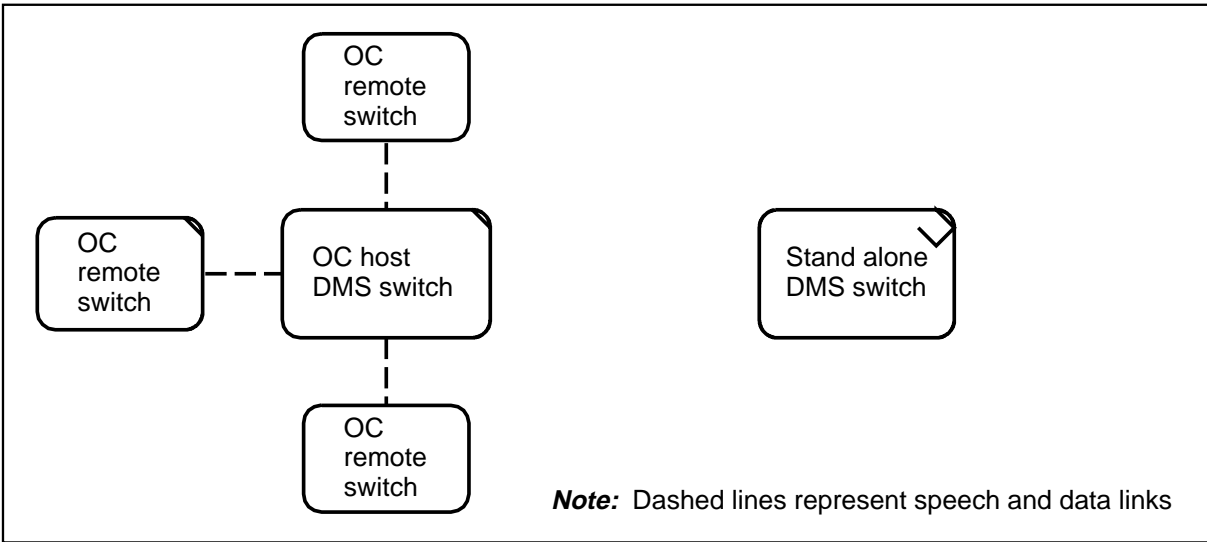 OC
remote
switch
OC
remote
switch
OC host
DMS switch
Stand alone
DMS switch
OC
remote
switch
Note: Dashed lines represent speech and data links